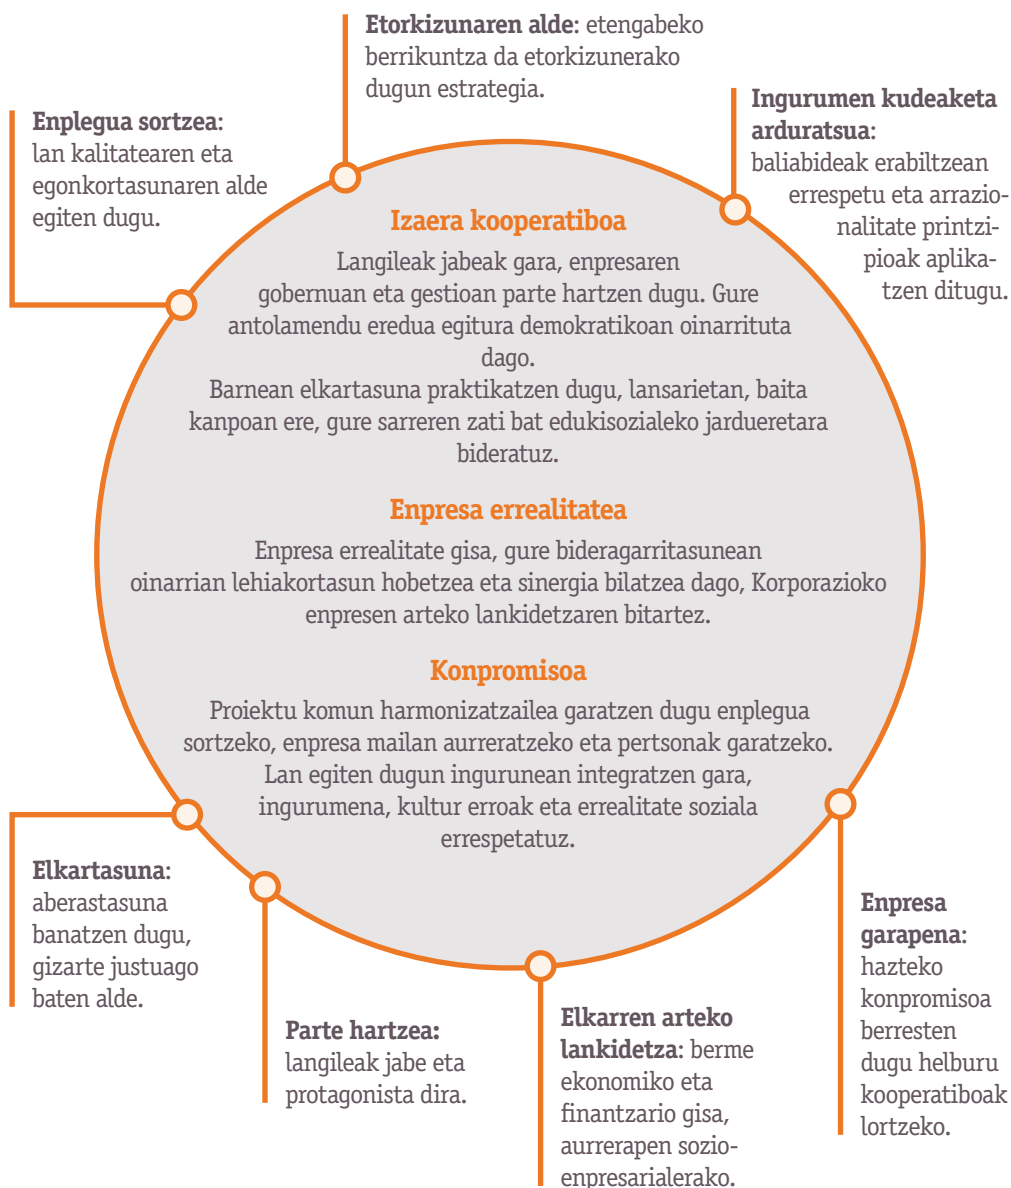 Etorkizunaren alde: etengabeko
berrikuntza da etorkizunerako
dugun estrategia.
Enplegua sortzea:
lan kalitatearen eta
egonkortasunaren alde
egiten dugu.
Ingurumen kudeaketa
arduratsua:
baliabideak erabiltzean
errespetu eta arrazio-
nalitate printzi-
pioak aplika-
tzen ditugu.
Izaera kooperatiboa
Langileak jabeak gara, enpresaren
gobernuan eta gestioan parte hartzen dugu. Gure
antolamendu eredua egitura demokratikoan oinarrituta
dago.
Barnean elkartasuna praktikatzen dugu, lansarietan, baita
kanpoan ere, gure sarreren zati bat edukisozialeko jardueretara
bideratuz.
Enpresa errealitatea
Enpresa errealitate gisa, gure bideragarritasunean
oinarrian lehiakortasun hobetzea eta sinergia bilatzea dago, Korporazioko
enpresen arteko lankidetzaren bitartez.
Konpromisoa
Proiektu komun harmonizatzailea garatzen dugu enplegua
sortzeko, enpresa mailan aurreratzeko eta pertsonak garatzeko.
Lan egiten dugun ingurunean integratzen gara,
ingurumena, kultur erroak eta errealitate soziala
errespetatuz.
Elkartasuna:
aberastasuna
banatzen dugu,
gizarte justuago
baten alde.
Parte hartzea:
langileak jabe eta
protagonista dira.
Elkarren arteko
lankidetza: berme
ekonomiko eta
finantzario gisa,
aurrerapen sozio-
enpresarialerako.
Enpresa
garapena:
hazteko
konpromisoa
berresten
dugu helburu
kooperatiboak
lortzeko.